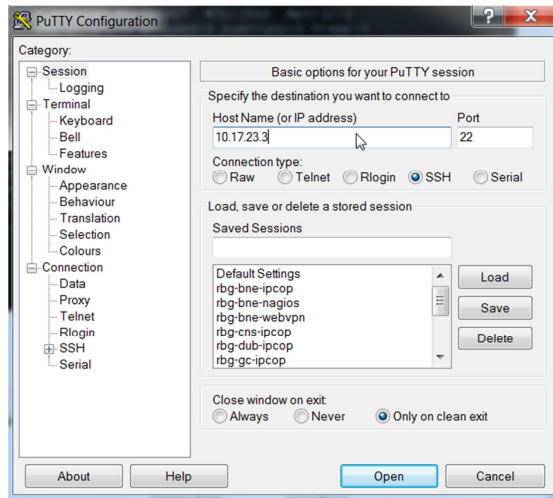 PuTTY Configuration
Category:
Session
Logging
Terminal
Keyboard
Bell
Features
Window
Appearance
Behaviour
Translation
Selection
Colours
Connection
Data
Proxy
Telnet
Rlogin
SSH
Serial
Basic options for your PuTTY session
Specify the destination you want to connect to
Host Name (or IP address) Port
10.17.23.3 22
Connection type:
Raw Telnet Rlogin SSH Serial
Load, save or delete a stored session
Saved Sessions
Default Settings
rbg-bne-ipcop
rbg-bne-nagios
rbg-bne-webvpn
rbg-cns-ipcop
rbg-dub-ipcop
rbg-gc-ipcop
Load
Save
Delete
Close window on exit:
Always Never Only on clean exit
About Help Open Cancel